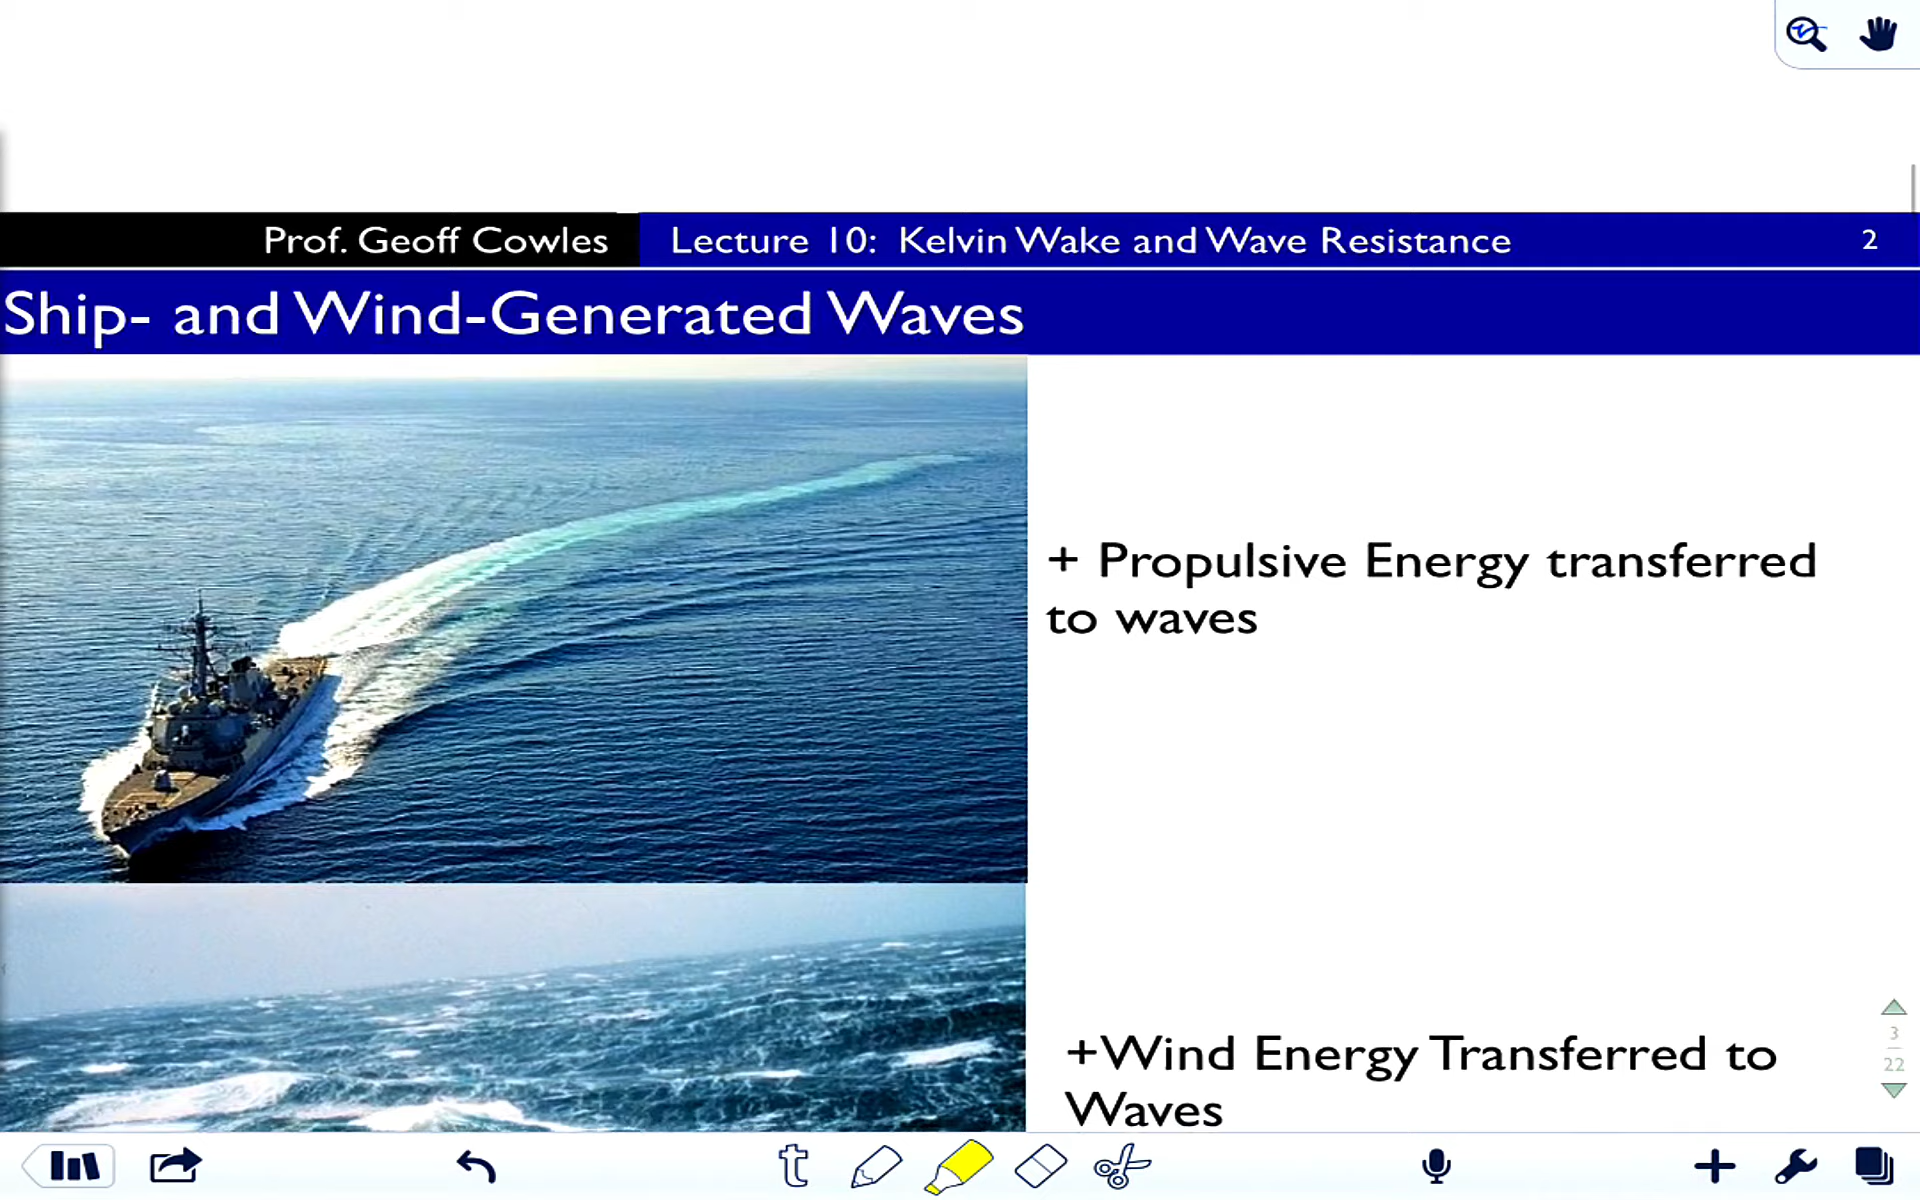 Prof. Geoff Cowles
Lecture 10: Kelvin Wake and Wave Resistance
2
Ship- and Wind-Generated Waves
+ Propulsive Energy transferred
to waves
+Wind Energy Transferred to
Waves
3
22
t